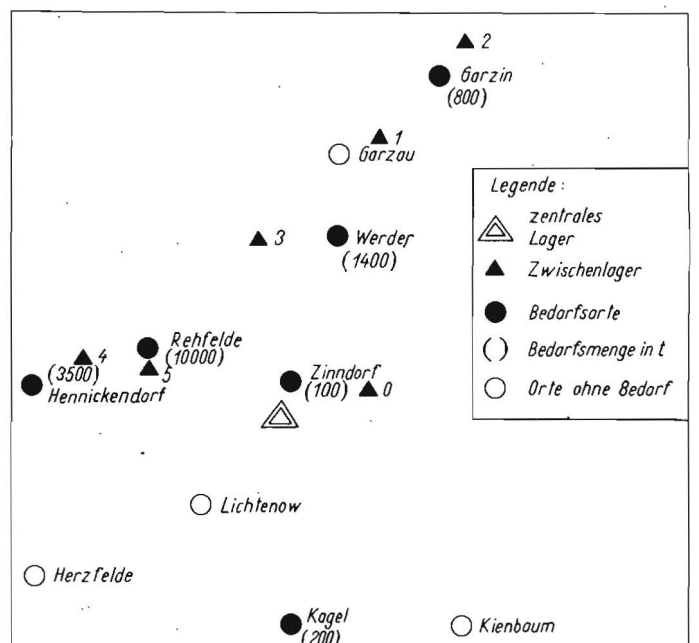 2
Garzin
(800)
1
Garzau
3
Werder
(1400)
Legende :
zentrales
Lager
Zwischenlager
Bedarfsorte
( ) Bedarfsmenge in t
Orte ohne Bedarf
Rehfelde
(10000)
4
5
(3500)
Hennickendorf
Zinndorf
(100)
0
Lichtenow
Herzfelde
Kagel
(200)
Kienbaum